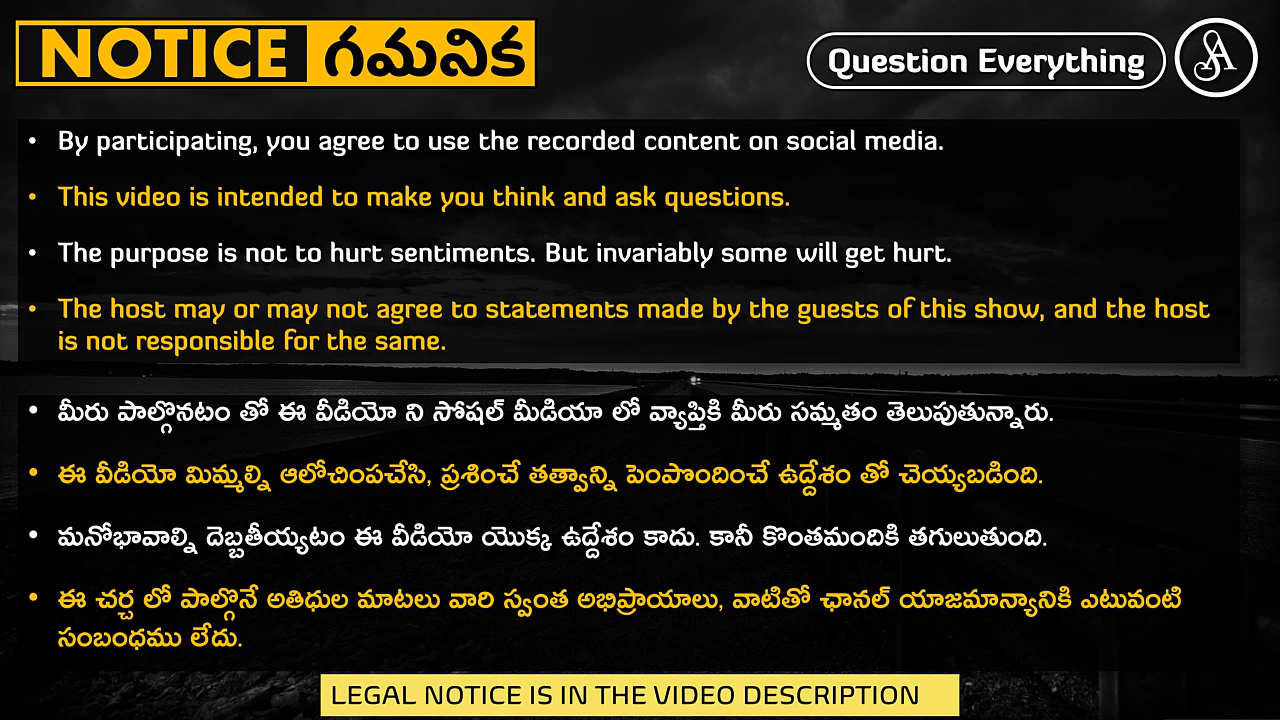 NOTICE గమనిక
Question Everything
• By participating, you agree to use the recorded content on social media.
• This video is intended to make you think and ask questions.
• The purpose is not to hurt sentiments. But invariably some will get hurt.
• The host may or may not agree to statements made by the guests of this show, and the host
is not responsible for the same.
• మీరు పాల్గొనటం తో ఈ వీడియో ని సోషల్ మీడియా లో వ్యాప్తికి మీరు సమ్మతం తెలుపుతున్నారు.
• ఈ వీడియో మిమ్మల్ని ఆలోచింపచేసి, ప్రశించే తత్వాన్ని పెంపొందించే ఉద్దేశం తో చెయ్యబడింది.
• మనోభావాల్ని దెబ్బతీయ్యటం ఈ వీడియో యొక్క ఉద్దేశం కాదు. కానీ కొంతమందికి తగులుతుంది.
• ఈ చర్చ లో పాల్గొనే అతిధుల మాటలు వారి స్వంత అభిప్రాయాలు, వాటితో ఛానల్ యాజమాన్యానికి ఎటువంటి
సంబంధము లేదు.
LEGAL NOTICE IS IN THE VIDEO DESCRIPTION